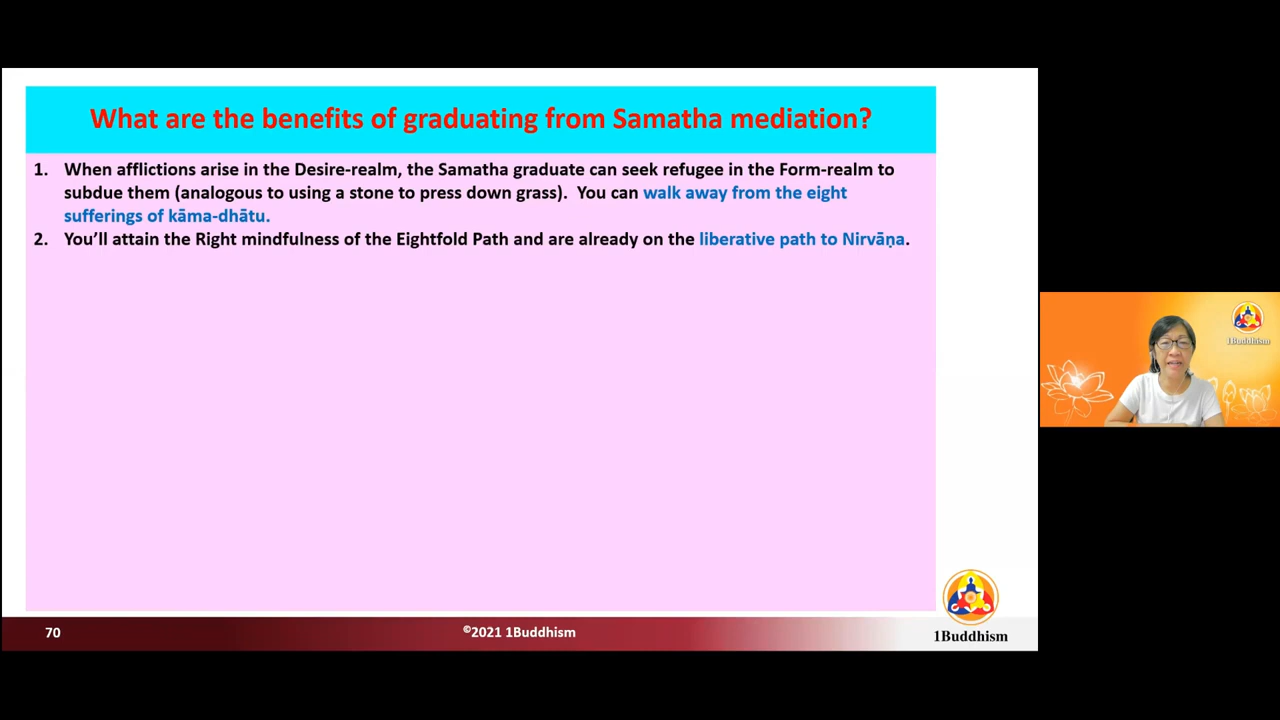 What are the benefits of graduating from Samatha mediation?
1. When afflictions arise in the Desire-realm, the Samatha graduate can seek refugee in the Form-realm to
subdue them (analogous to using a stone to press down grass). You can walk away from the eight
sufferings of kāma-dhātu.
2. You’ll attain the Right mindfulness of the Eightfold Path and are already on the liberative path to Nirvāṇa.
1Buddhism
70
©2021 1Buddhism
1Buddhism